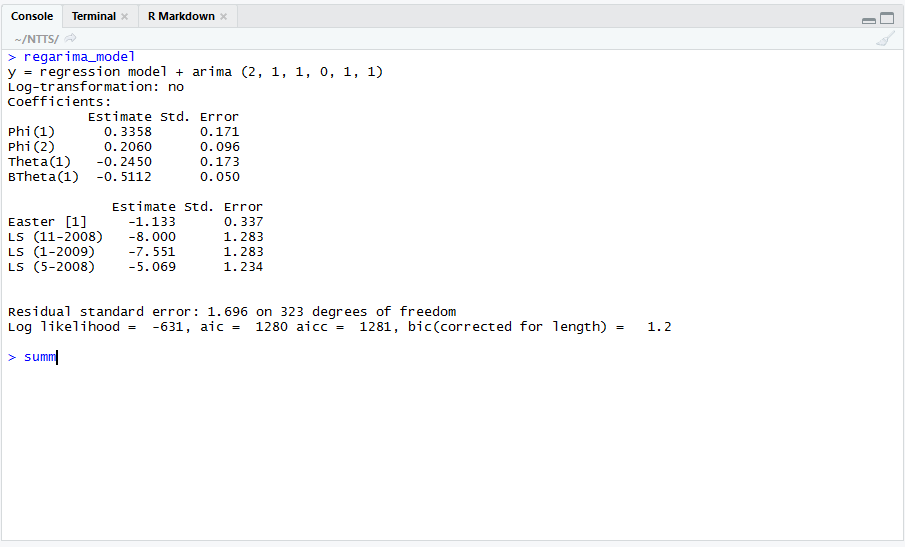 Console Terminal R Markdown
~/NTTS/
> regarima_model
y = regression model + arima (2, 1, 1, 0, 1, 1)
Log-transformation: no
Coefficients:
          Estimate Std. Error
Phi(1)      0.3358      0.171
Phi(2)      0.2060      0.096
Theta(1)   -0.2450      0.173
BTheta(1)  -0.5112      0.050
             Estimate Std. Error
Easter [1]     -1.133      0.337
LS (11-2008)   -8.000      1.283
LS (1-2009)    -7.551      1.283
LS (5-2008)    -5.069      1.234
Residual standard error: 1.696 on 323 degrees of freedom
Log likelihood =  -631, aic =  1280 aicc =  1281, bic(corrected for length) =   1.2
> summ